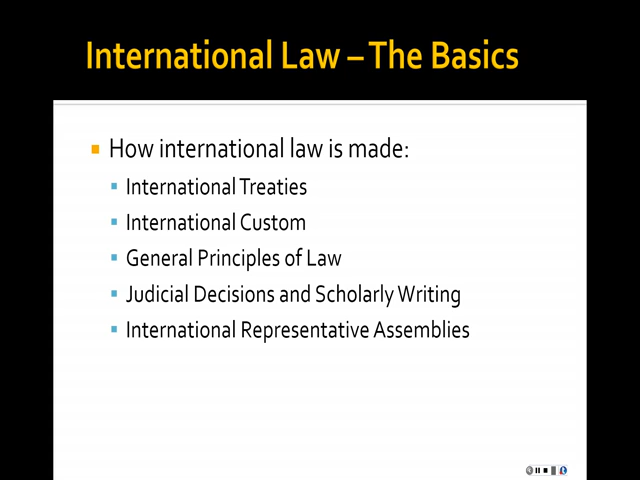 International Law – The Basics
How international law is made:
International Treaties
International Custom
General Principles of Law
Judicial Decisions and Scholarly Writing
International Representative Assemblies